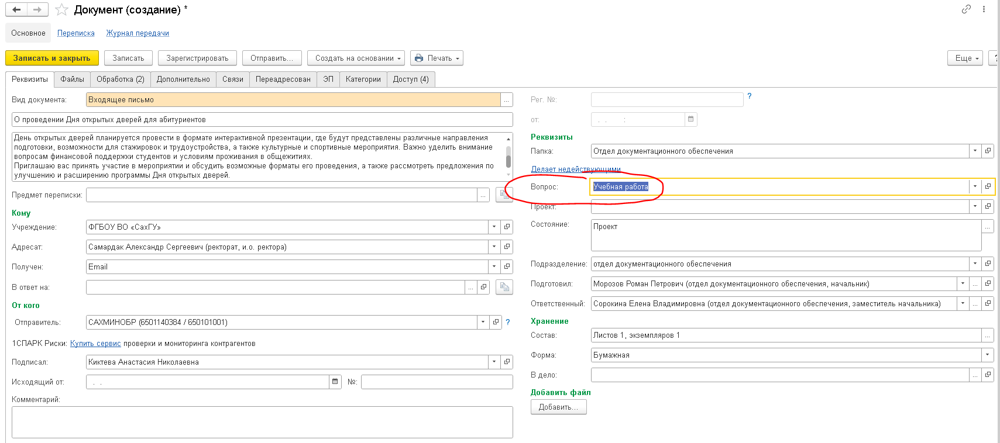 Документ (создание) *
Основное Переписка Журнал передачи
Записать и закрыть Записать Зарегистрировать Отправить... Создать на основании Печать Еще ?
Реквизиты Файлы Обработка (2) Дополнительно Связи Переадресован ЭП Категории Доступ (4)
Вид документа: Входящее письмо ...
О проведении Дня открытых дверей для абитуриентов
День открытых дверей планируется провести в формате интерактивной презентации, где будут представлены различные направления
подготовки, возможности для стажировок и трудоустройства, а также культурные и спортивные мероприятия. Важно уделить внимание
вопросам финансовой поддержки студентов и условиям проживания в общежитиях.
Приглашаю вас принять участие в мероприятии и обсудить возможные форматы его проведения, а также рассмотреть предложения по
улучшению и расширению программы Дня открытых дверей.
Предмет переписки: ...
Кому
Учреждение: ФГБОУ ВО «СахГУ»
Адресат: Самардак Александр Сергеевич (ректорат, и.о. ректора)
Получен: Email
В ответ на: ...
От кого
Отправитель: САХМИНОБР (6501140384 / 650101001) ?
1СПАРК Риски: Купить сервис проверки и мониторинга контрагентов
Подписал: Киктева Анастасия Николаевна
Исходящий от: . . №:
Комментарий:
Рег. №: ?
от: . . :
Реквизиты
Папка: Отдел документационного обеспечения
Делает недействующими
Вопрос: Учебная работа
Проект:
Состояние: Проект ...
Подразделение: отдел документационного обеспечения
Подготовил: Морозов Роман Петрович (отдел документационного обеспечения, начальник) ...
Ответственный: Сорокина Елена Владимировна (отдел документационного обеспечения, заместитель начальника) ...
Хранение
Состав: Листов 1, экземпляров 1 ...
Форма: Бумажная
В дело: ...
Добавить файл
Добавить...